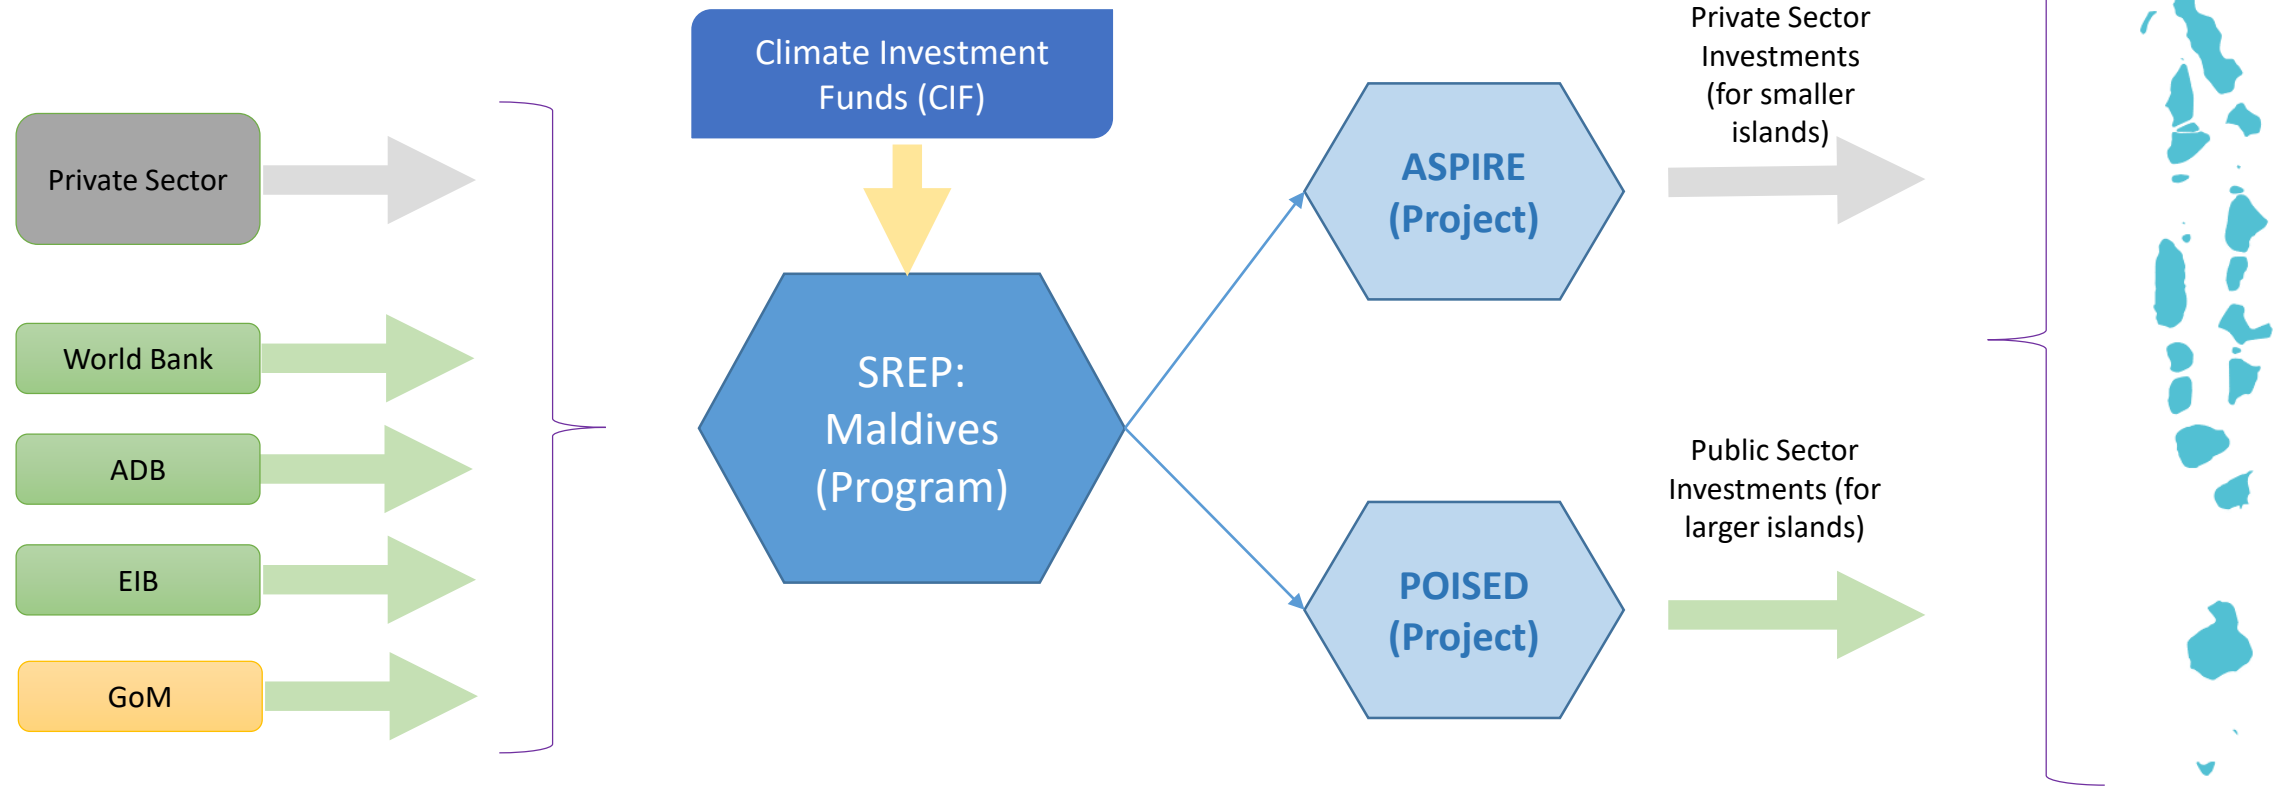 Private Sector
World Bank
ADB
EIB
GoM
Climate Investment
Funds (CIF)
SREP:
Maldives
(Program)
ASPIRE
(Project)
POISED
(Project)
Private Sector
Investments
(for smaller
islands)
Public Sector
Investments (for
larger islands)